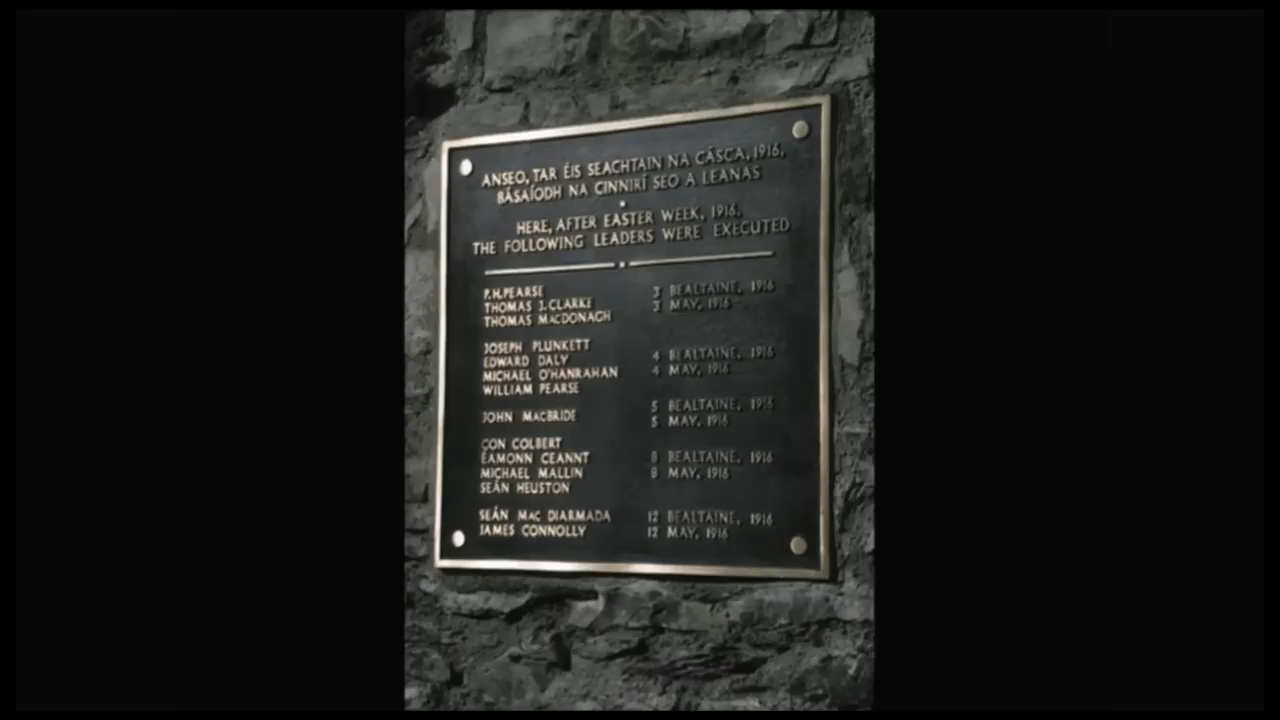 ANSEO, TAR ÉIS SEACHTAIN NA CÁSCA, 1916,
BÁSAÍODH NA CINNIRÍ SEO A LEANAS
HERE, AFTER EASTER WEEK, 1916,
THE FOLLOWING LEADERS WERE EXECUTED
P.H.PEARSE 3 BEALTAINE, 1916
THOMAS J.CLARKE 3 MAY, 1916
THOMAS MACDONAGH
JOSEPH PLUNKETT
EDWARD DALY 4 BEALTAINE, 1916
MICHAEL O'HANRAHAN 4 MAY, 1916
WILLIAM PEARSE
5 BEALTAINE, 1916
JOHN MACBRIDE 5 MAY, 1916
CON COLBERT
ÉAMONN CEANNT 8 BEALTAINE, 1916
MICHAEL MALLIN 8 MAY, 1916
SEÁN HEUSTON
SEÁN MAC DIARMADA 12 BEALTAINE, 1916
JAMES CONNOLLY 12 MAY, 1916